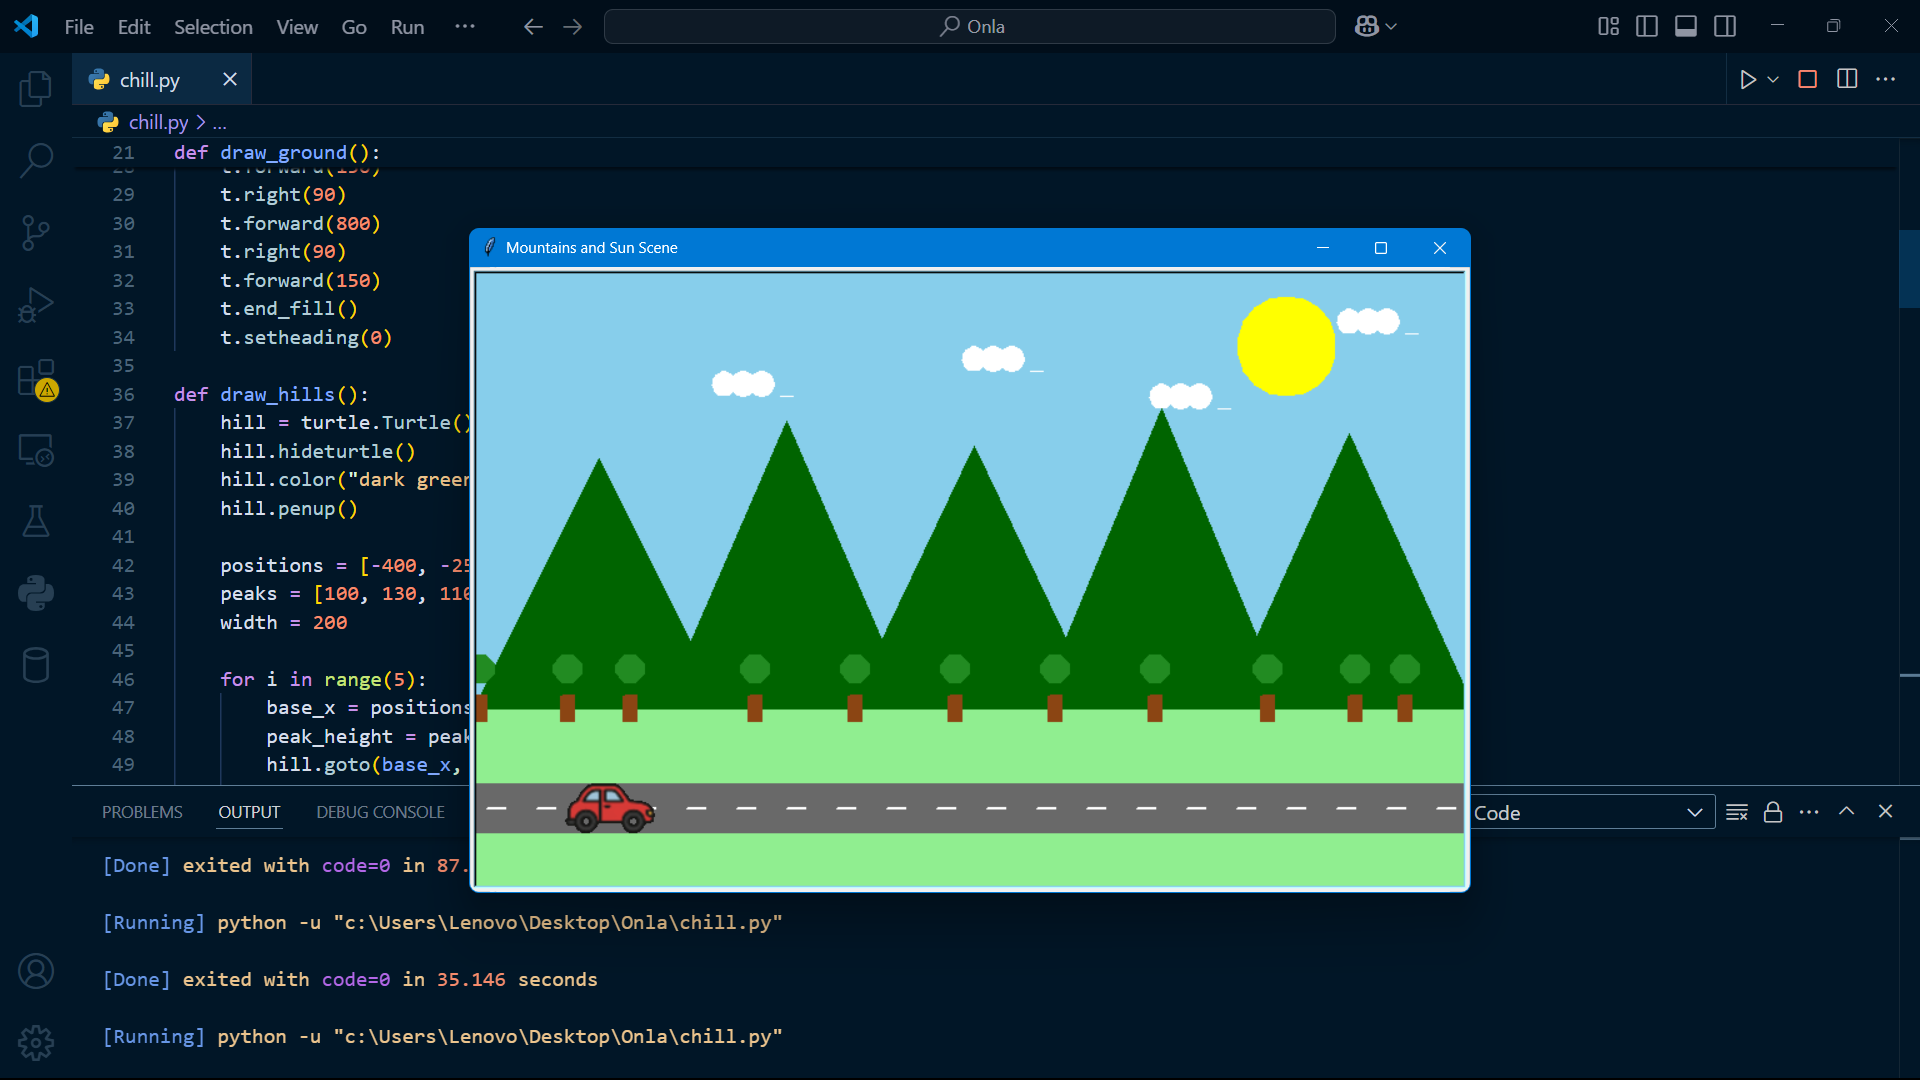 File Edit Selection View Go Run ··· Onla
chill.py
chill.py > ...
21 def draw_ground():
29 t.right(90)
30 t.forward(800)
31 t.right(90)
32 t.forward(150)
33 t.end_fill()
34 t.setheading(0)
35
36 def draw_hills():
37 hill = turtle.Turtle()
38 hill.hideturtle()
39 hill.color("dark green
40 hill.penup()
41
42 positions = [-400, -25
43 peaks = [100, 130, 110
44 width = 200
45
46 for i in range(5):
47 base_x = positions
48 peak_height = peak
49 hill.goto(base_x,
Mountains and Sun Scene
PROBLEMS OUTPUT DEBUG CONSOLE Code
[Done] exited with code=0 in 87.
[Running] python -u "c:\Users\Lenovo\Desktop\Onla\chill.py"
[Done] exited with code=0 in 35.146 seconds
[Running] python -u "c:\Users\Lenovo\Desktop\Onla\chill.py"